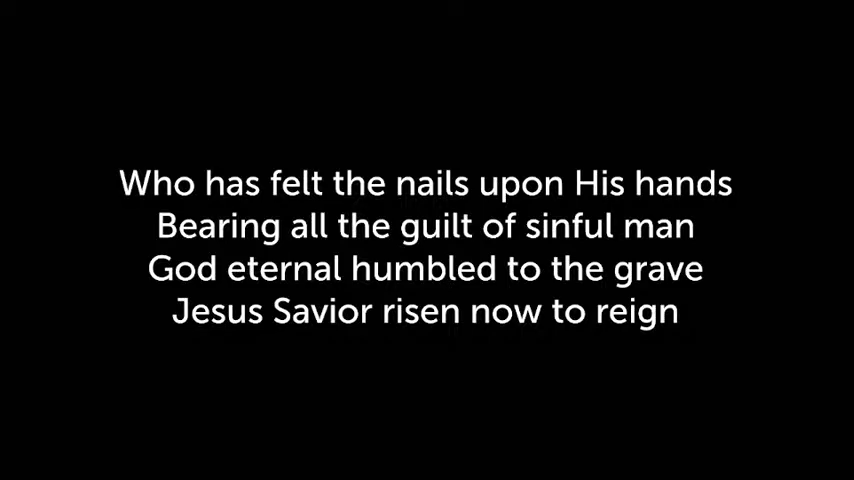 Who has felt the nails upon His hands
Bearing all the guilt of sinful man
God eternal humbled to the grave
Jesus Savior risen now to reign